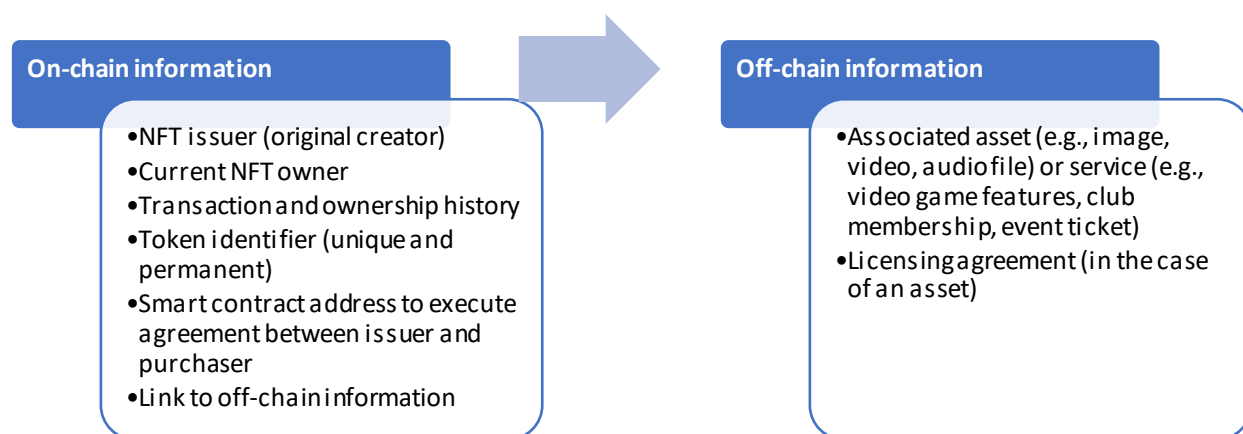 On-chain information
•NFT issuer (original creator)
•Current NFT owner
•Transaction and ownership history
•Token identifier (unique and
permanent)
•Smart contract address to execute
agreement between issuer and
purchaser
•Link to off-chain information
Off-chain information
•Associated asset (e.g., image,
video, audio file) or service (e.g.,
video game features, club
membership, event ticket)
•Licensing agreement (in the case
of an asset)